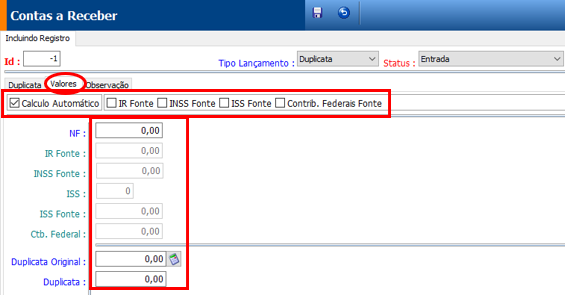 Contas a Receber
Incluindo Registro
Id : -1 Tipo Lançamento : Duplicata Status : Entrada
Duplicata Valores Observação
Calculo Automático IR Fonte INSS Fonte ISS Fonte Contrib. Federais Fonte
NF : 0,00
IR Fonte : 0,00
INSS Fonte : 0,00
ISS : 0
ISS Fonte : 0,00
Ctb. Federal : 0,00
Duplicata Original : 0,00
Duplicata : 0,00